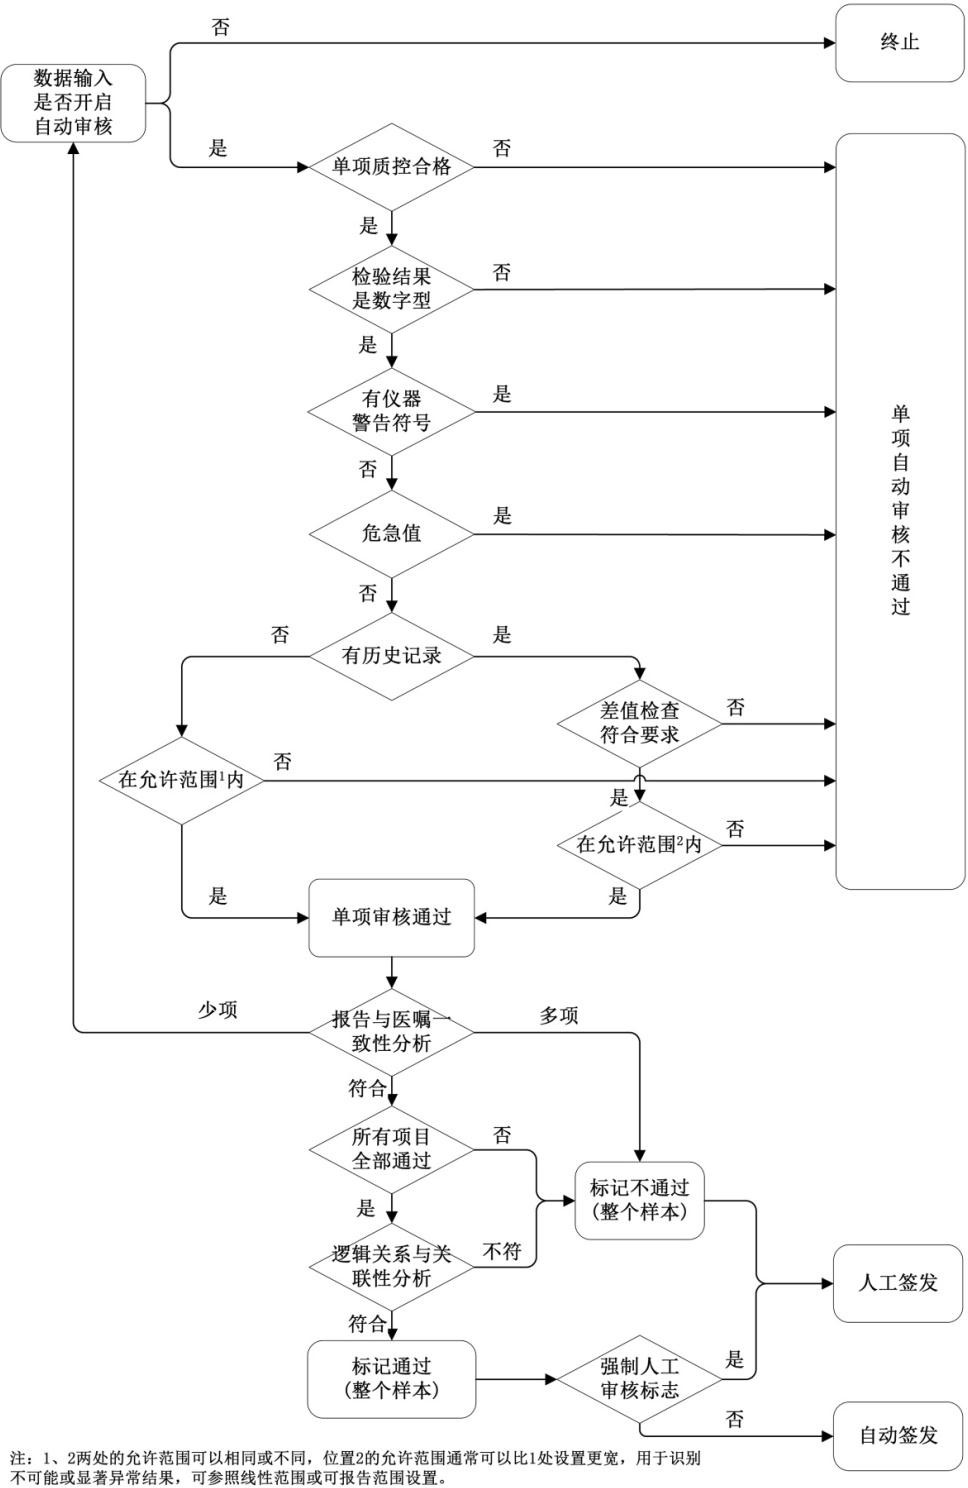 否
终止
数据输入
是否开启
自动审核
是
单项质控合格
否
是
检验结果
是数字型
否
是
有仪器
警告符号
是
否
危急值
是
否
单项自动审核不通过
否
有历史记录
是
差值检查
符合要求
否
在允许范围1内
否
是
在允许范围2内
否
是
单项审核通过
是
少项
报告与医嘱一
致性分析
多项
符合
所有项目
全部通过
否
是
标记不通过
(整个样本)
逻辑关系与关
联性分析
不符
人工签发
符合
标记通过
(整个样本)
强制人工
审核标志
是
否
自动签发
注：1、2两处的允许范围可以相同或不同，位置2的允许范围通常可以比1处设置更宽，用于识别
不可能或显著异常结果，可参照线性范围或可报告范围设置。